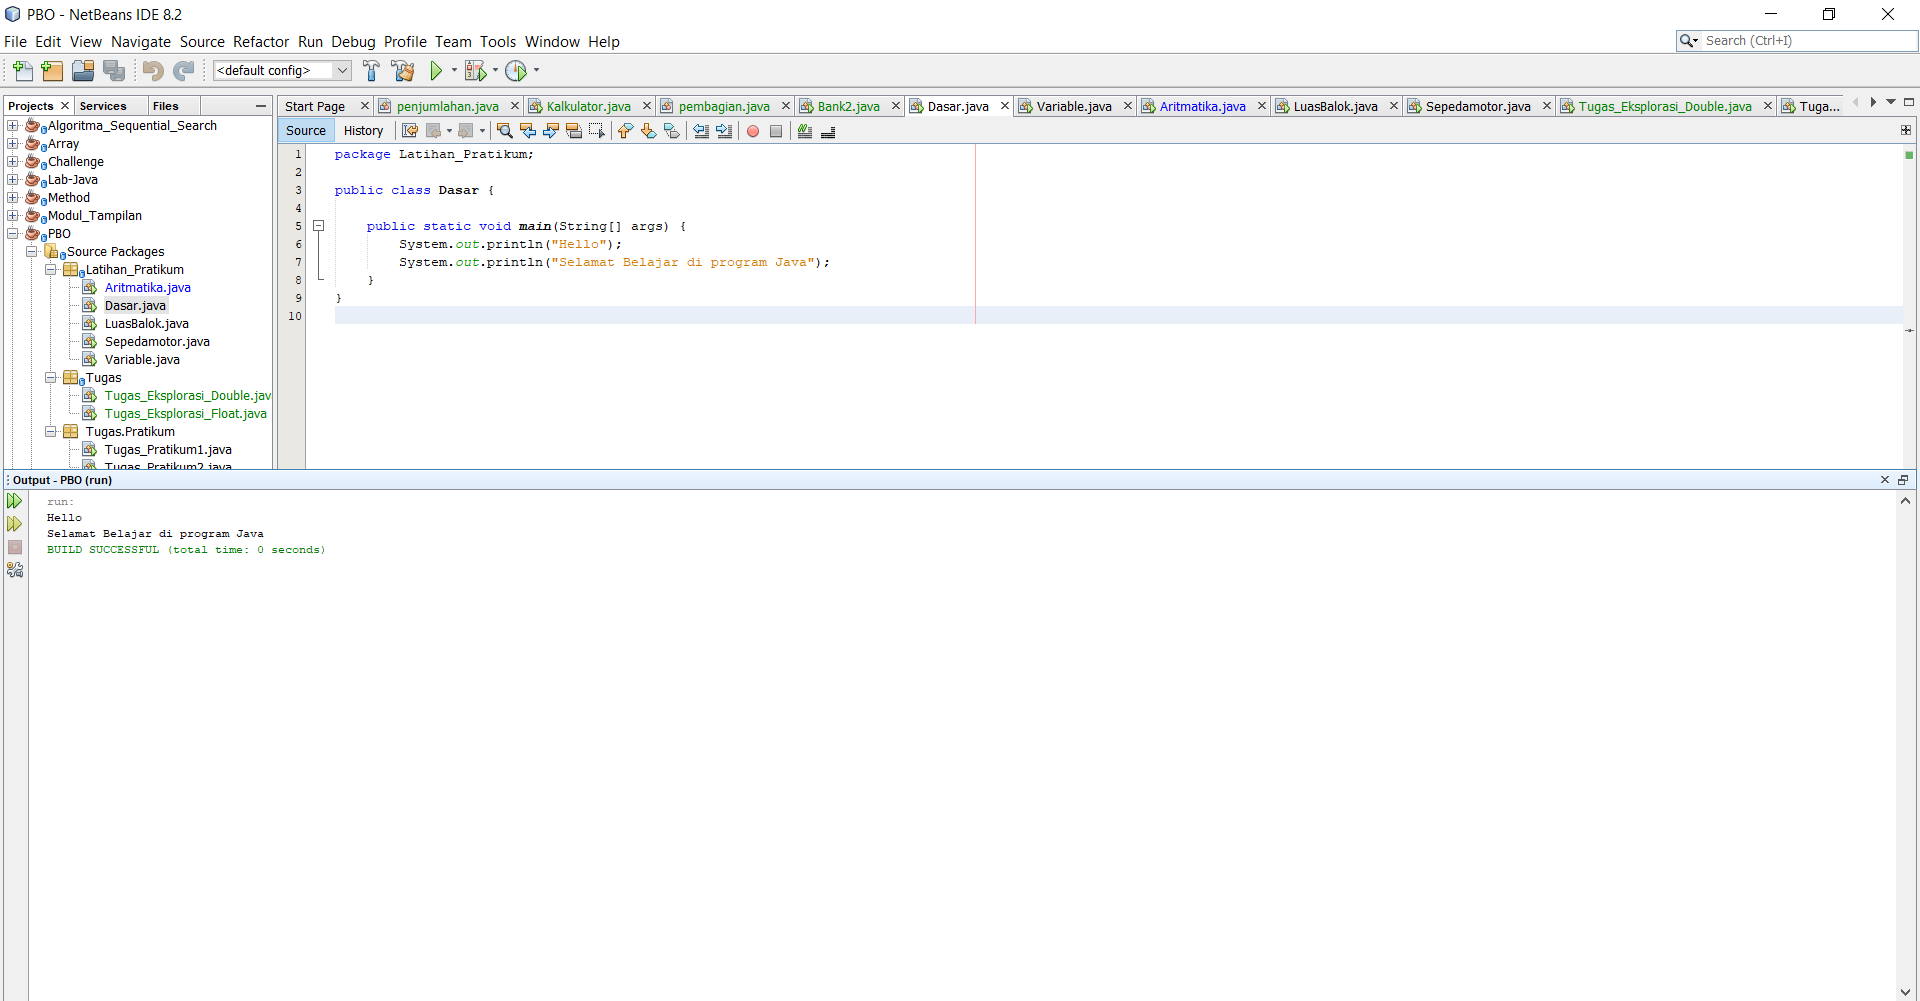 PBO - NetBeans IDE 8.2
File Edit View Navigate Source Refactor Run Debug Profile Team Tools Window Help
Search (Ctrl+I)
<default config>
Projects Services Files
Start Page penjumlahan.java Kalkulator.java pembagian.java Bank2.java Dasar.java Variable.java Aritmatika.java LuasBalok.java Sepedamotor.java Tugas_Eksplorasi_Double.java Tuga...
Source History
Algoritma_Sequential_Search
Array
Challenge
Lab-Java
Method
Modul_Tampilan
PBO
Source Packages
Latihan_Pratikum
Aritmatika.java
Dasar.java
LuasBalok.java
Sepedamotor.java
Variable.java
Tugas
Tugas_Eksplorasi_Double.jav
Tugas_Eksplorasi_Float.java
Tugas.Pratikum
Tugas_Pratikum1.java
Tugas_Pratikum2.java
1 package Latihan_Pratikum;
2
3 public class Dasar {
4
5 public static void main(String[] args) {
6 System.out.println("Hello");
7 System.out.println("Selamat Belajar di program Java");
8 }
9 }
10
Output - PBO (run)
run:
Hello
Selamat Belajar di program Java
BUILD SUCCESSFUL (total time: 0 seconds)